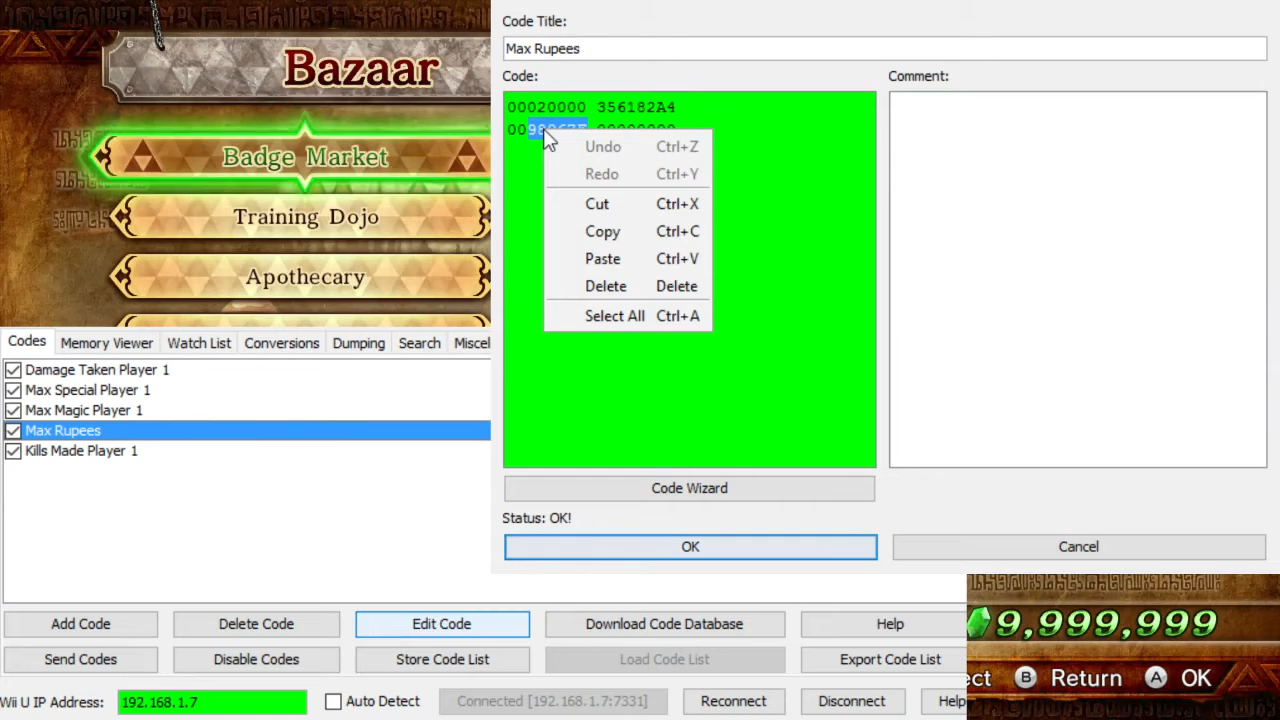 Bazaar
Badge Market
Training Dojo
Apothecary
Code Title:
Max Rupees
Code:
Comment:
00020000 356182A4
Undo Ctrl+Z
Redo Ctrl+Y
Cut Ctrl+X
Copy Ctrl+C
Paste Ctrl+V
Delete Delete
Select All Ctrl+A
Code Wizard
Status: OK!
OK
Cancel
Codes
Memory Viewer
Watch List
Conversions
Dumping
Search
Miscel
Damage Taken Player 1
Max Special Player 1
Max Magic Player 1
Max Rupees
Kills Made Player 1
Add Code
Delete Code
Edit Code
Download Code Database
Help
Send Codes
Disable Codes
Store Code List
Load Code List
Export Code List
Wii U IP Address:
192.168.1.7
Auto Detect
Connected [192.168.1.7:7331]
Reconnect
Disconnect
Help
9,999,999
ect B Return A OK